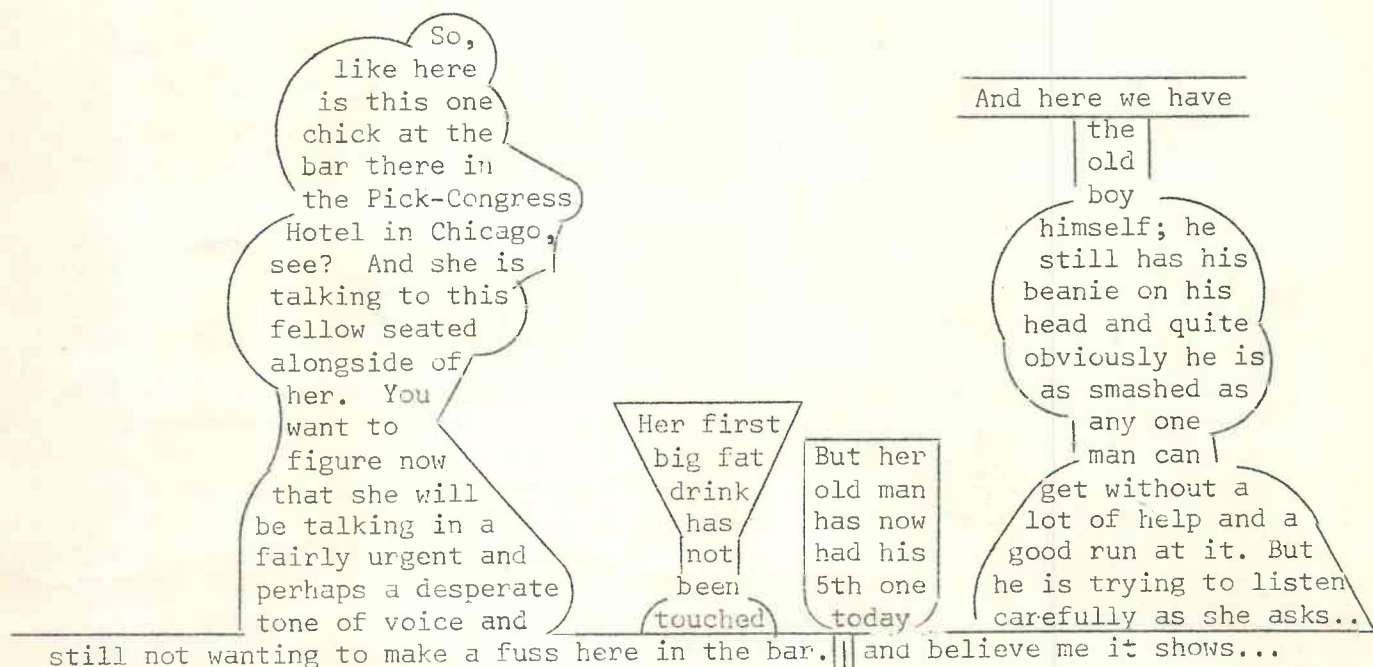 So,
like here
is this one
chick at the
bar there in
the Pick-Congress
Hotel in Chicago,
see? And she is
talking to this
fellow seated
alongside of
her. You
want to
figure now
that she will
be talking in a
fairly urgent and
perhaps a desperate
tone of voice and
still not wanting to make a fuss here in the bar.
Her first
big fat
drink
has
not
been
touched
But her
old man
has now
had his
5th one
today
and believe me it shows...
And here we have
the
old
boy
himself; he
still has his
beanie on his
head and quite
obviously he is
as smashed as
any one
man can
get without a
lot of help and a
good run at it. But
he is trying to listen
carefully as she asks..